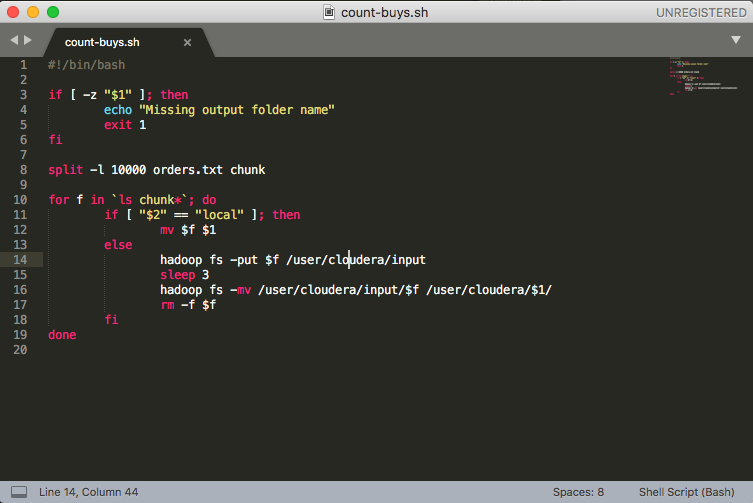 count-buys.sh
UNREGISTERED
count-buys.sh ×
1 #!/bin/bash
2
3 if [ -z "$1" ]; then
4 echo "Missing output folder name"
5 exit 1
6 fi
7
8 split -l 10000 orders.txt chunk
9
10 for f in `ls chunk*`; do
11 if [ "$2" == "local" ]; then
12 mv $f $1
13 else
14 hadoop fs -put $f /user/cloudera/input
15 sleep 3
16 hadoop fs -mv /user/cloudera/input/$f /user/cloudera/$1/
17 rm -f $f
18 fi
19 done
20
Line 14, Column 44
Spaces: 8
Shell Script (Bash)